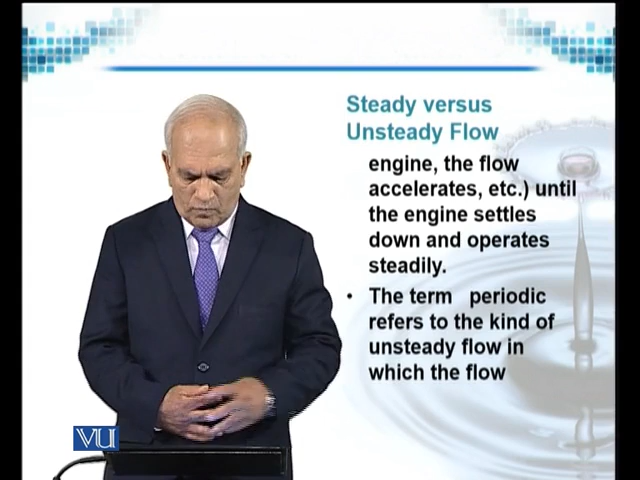 Steady versus
Unsteady Flow
engine, the flow
accelerates, etc.) until
the engine settles
down and operates
steadily.
• The term periodic
refers to the kind of
unsteady flow in
which the flow
VU